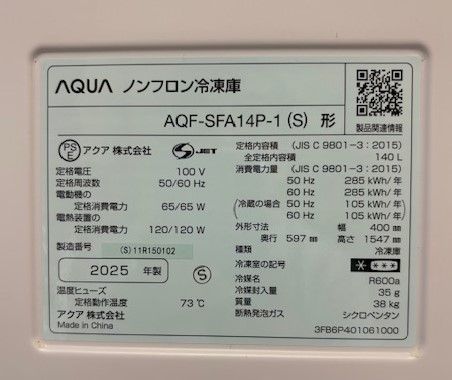 AQUA ノンフロン冷凍庫
AQF-SFA14P-1(S) 形
製品関連情報
PSE アクア 株式会社 S-JET
定格電圧 100 V
定格周波数 50/60 Hz
電動機の
定格消費電力 65/65 W
電熱装置の
定格消費電力 120/120 W
製造番号 (S)11R150102
2025 年製 S
温度ヒューズ
定格動作温度 73 ℃
アクア 株式会社
Made in China
定格内容積 (JIS C 9801-3:2015)
全定格内容積 140 L
消費電力量 (JIS C 9801-3:2015)
50 Hz 285 kWh/年
60 Hz 285 kWh/年
(冷蔵の場合 50 Hz 105 kWh/年
60 Hz 105 kWh/年)
外形寸法 幅 400 mm
奥行 597 mm 高さ 1547 mm
種類 冷凍庫
冷凍室の記号 * ***
冷媒 R600a
冷媒封入量 35 g
質量 38 kg
断熱発泡ガス シクロペンタン
3FB6P401061000